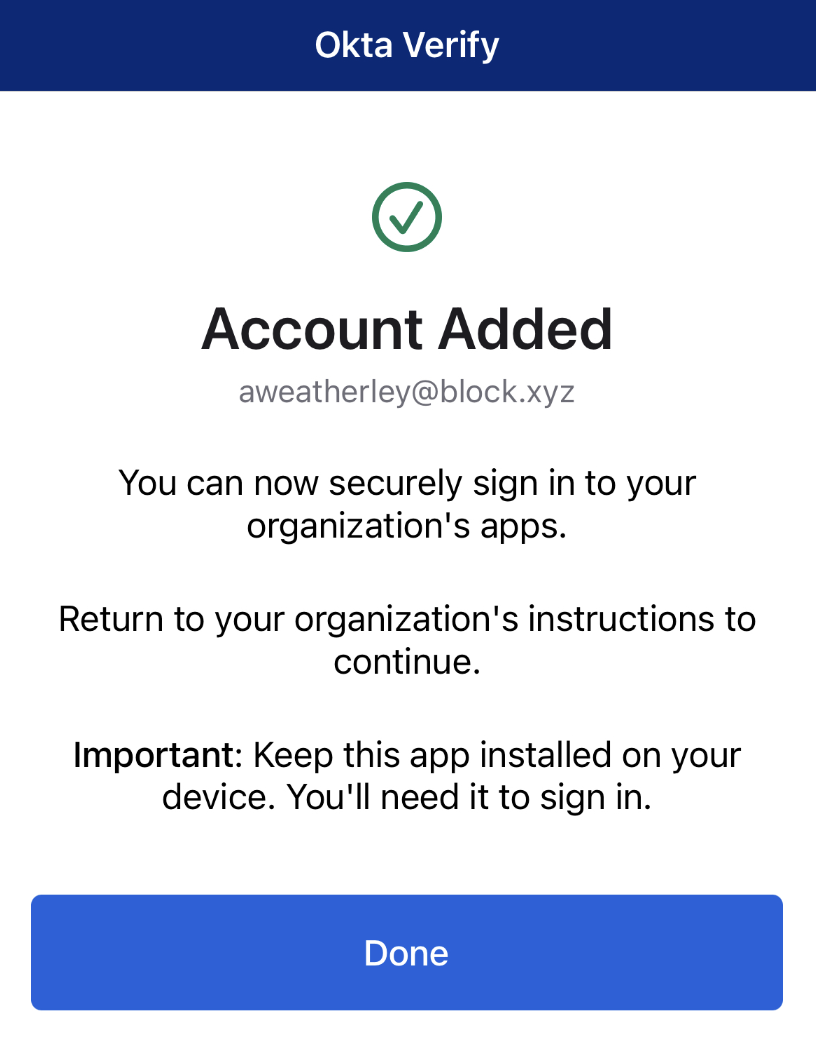 Okta Verify
Account Added
aweatherley@block.xyz
You can now securely sign in to your
organization's apps.
Return to your organization's instructions to
continue.
Important: Keep this app installed on your
device. You'll need it to sign in.
Done